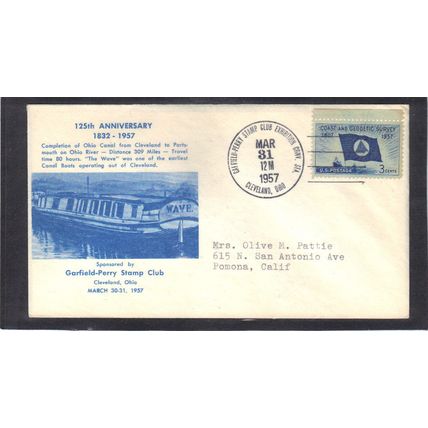 125th ANNIVERSARY
1832 - 1957
Completion of Ohio Canal from Cleveland to Ports-
mouth on Ohio River — Distance 309 Miles — Travel
time 80 hours. "The Wave" was one of the earliest
Canal Boats operating out of Cleveland.
WAVE.
Sponsored by
Garfield-Perry Stamp Club
Cleveland, Ohio
MARCH 30-31, 1957
GARFIELD-PERRY STAMP CLUB EXHIBITION CONV. STA.
MAR
31
12 M
1957
CLEVELAND, OHIO
COAST AND GEODETIC SURVEY
1807 1957
U.S. POSTAGE 3 CENTS
Mrs. Olive M. Pattie
615 N. San Antonio Ave
Pomona, Calif